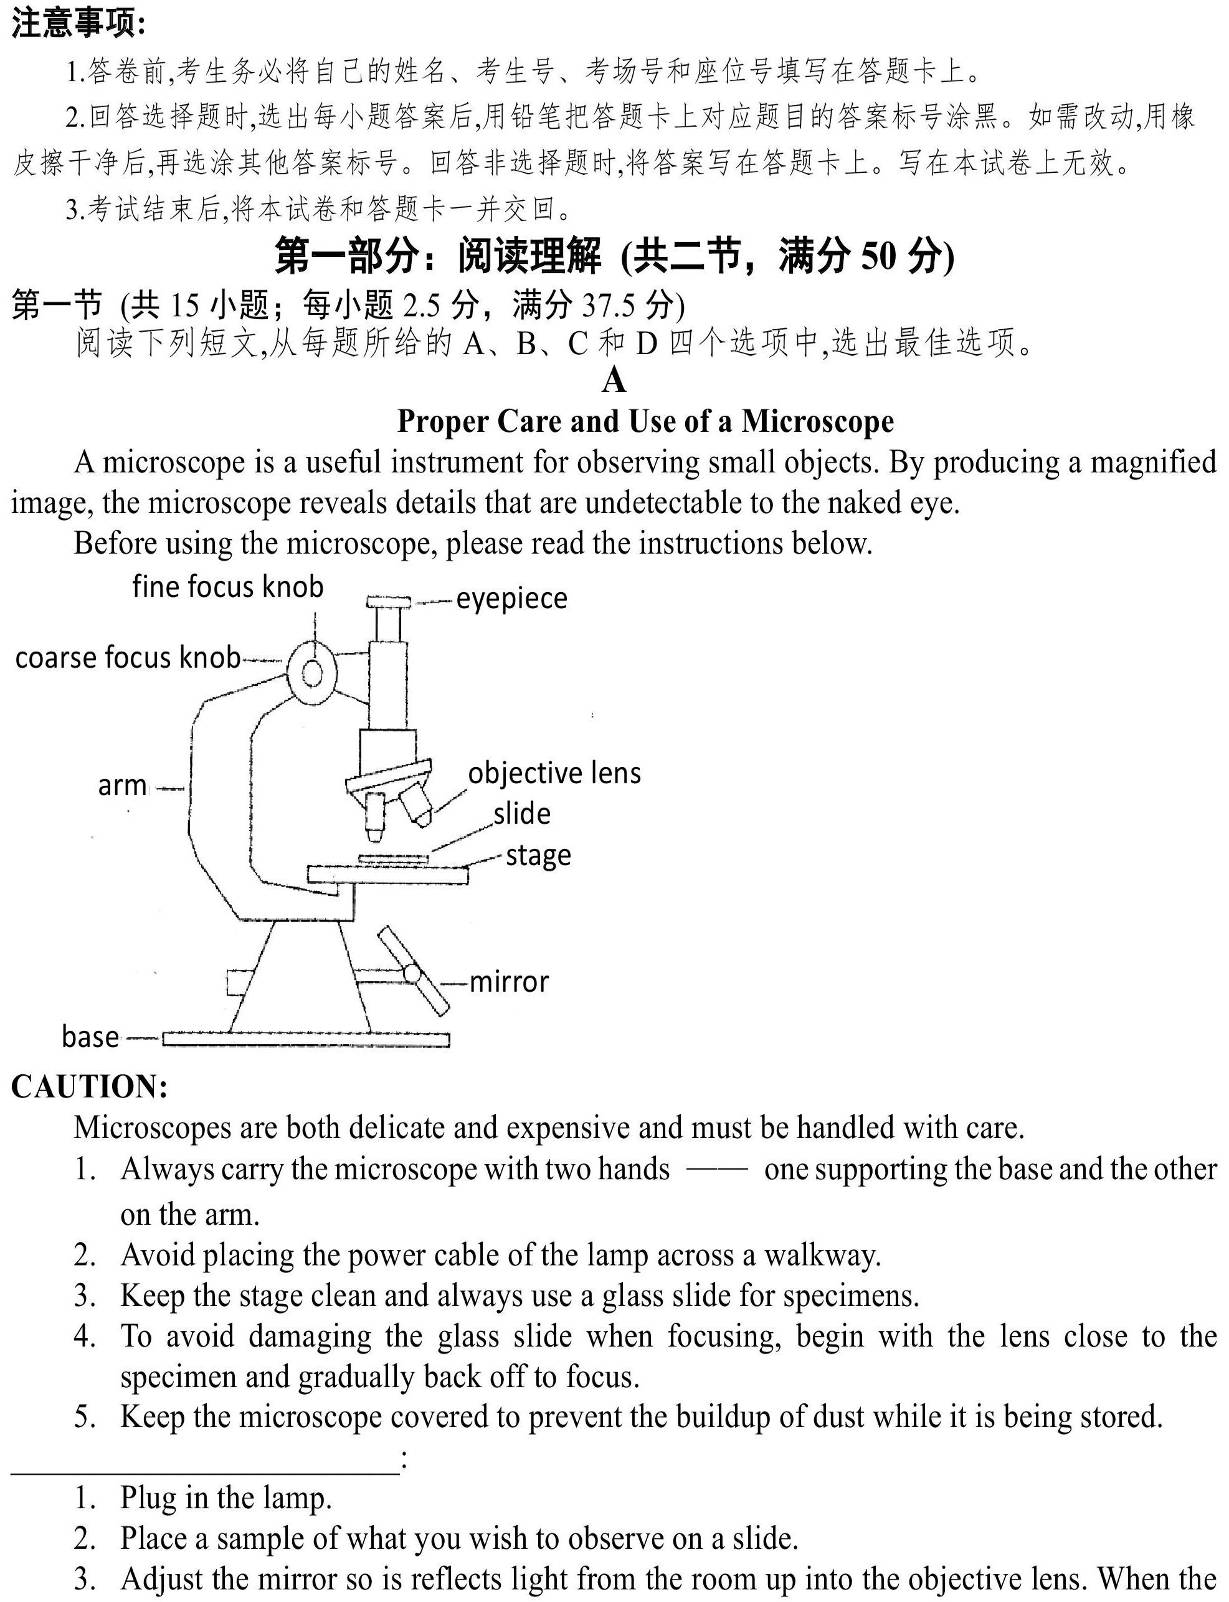 注意事项:
1.答卷前,考生务必将自己的姓名、考生号、考场号和座位号填写在答题卡上。
2.回答选择题时,选出每小题答案后,用铅笔把答题卡上对应题目的答案标号涂黑。如需改动,用橡
皮擦干净后,再选涂其他答案标号。回答非选择题时,将答案写在答题卡上。写在本试卷上无效。
3.考试结束后,将本试卷和答题卡一并交回。
第一部分：阅读理解 (共二节，满分 50 分)
第一节 (共 15 小题；每小题 2.5 分，满分 37.5 分)
阅读下列短文,从每题所给的 A、B、C 和 D 四个选项中,选出最佳选项。
A
Proper Care and Use of a Microscope
A microscope is a useful instrument for observing small objects. By producing a magnified
image, the microscope reveals details that are undetectable to the naked eye.
Before using the microscope, please read the instructions below.
fine focus knob
eyepiece
coarse focus knob
objective lens
arm
slide
stage
mirror
base
CAUTION:
Microscopes are both delicate and expensive and must be handled with care.
1. Always carry the microscope with two hands —— one supporting the base and the other
on the arm.
2. Avoid placing the power cable of the lamp across a walkway.
3. Keep the stage clean and always use a glass slide for specimens.
4. To avoid damaging the glass slide when focusing, begin with the lens close to the
specimen and gradually back off to focus.
5. Keep the microscope covered to prevent the buildup of dust while it is being stored.
__________________________:
1. Plug in the lamp.
2. Place a sample of what you wish to observe on a slide.
3. Adjust the mirror so is reflects light from the room up into the objective lens. When the